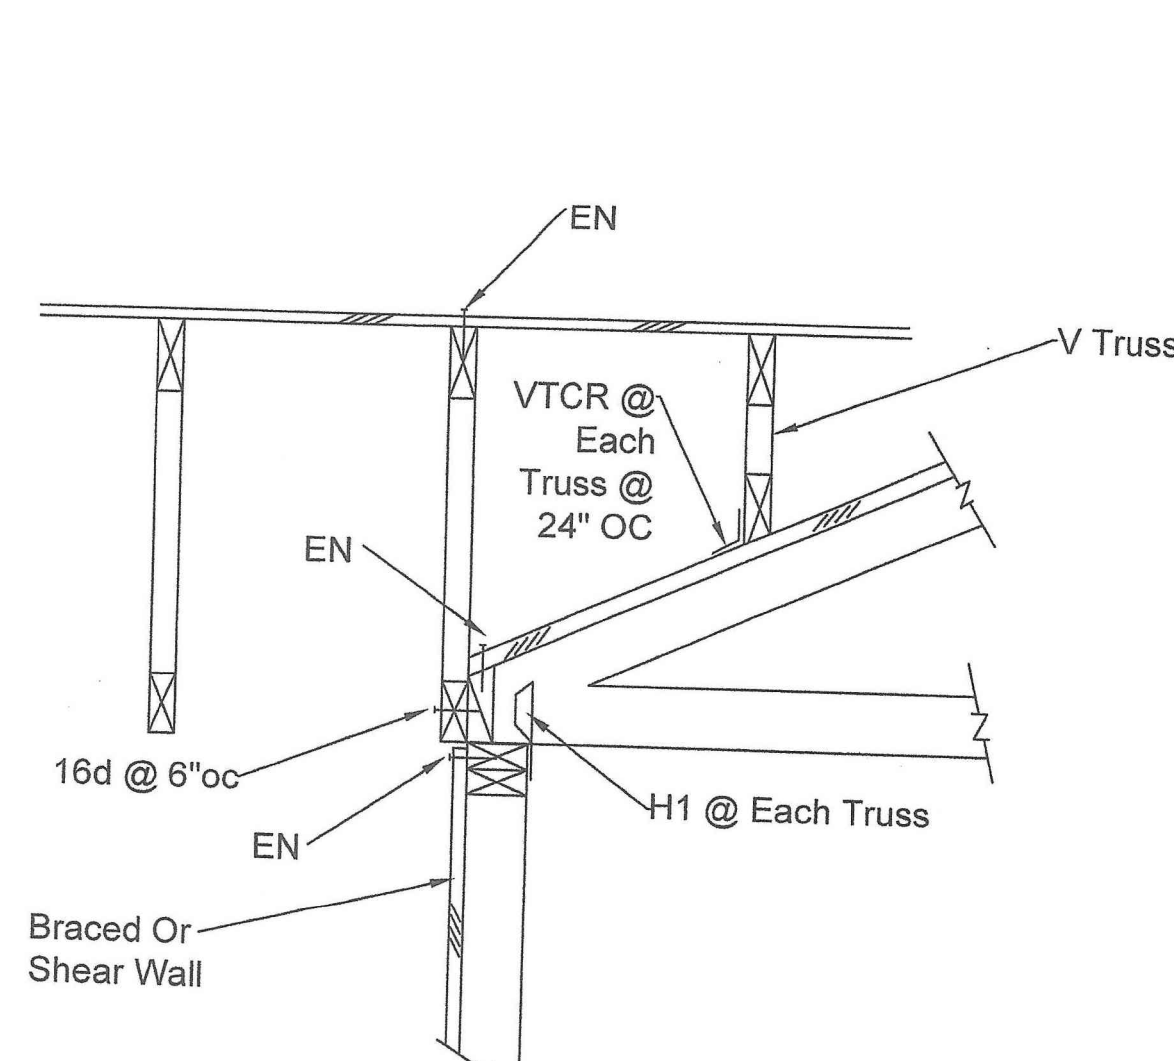 EN
V Truss
VTCR @
Each
Truss @
24" OC
EN
16d @ 6"oc
H1 @ Each Truss
EN
Braced Or
Shear Wall